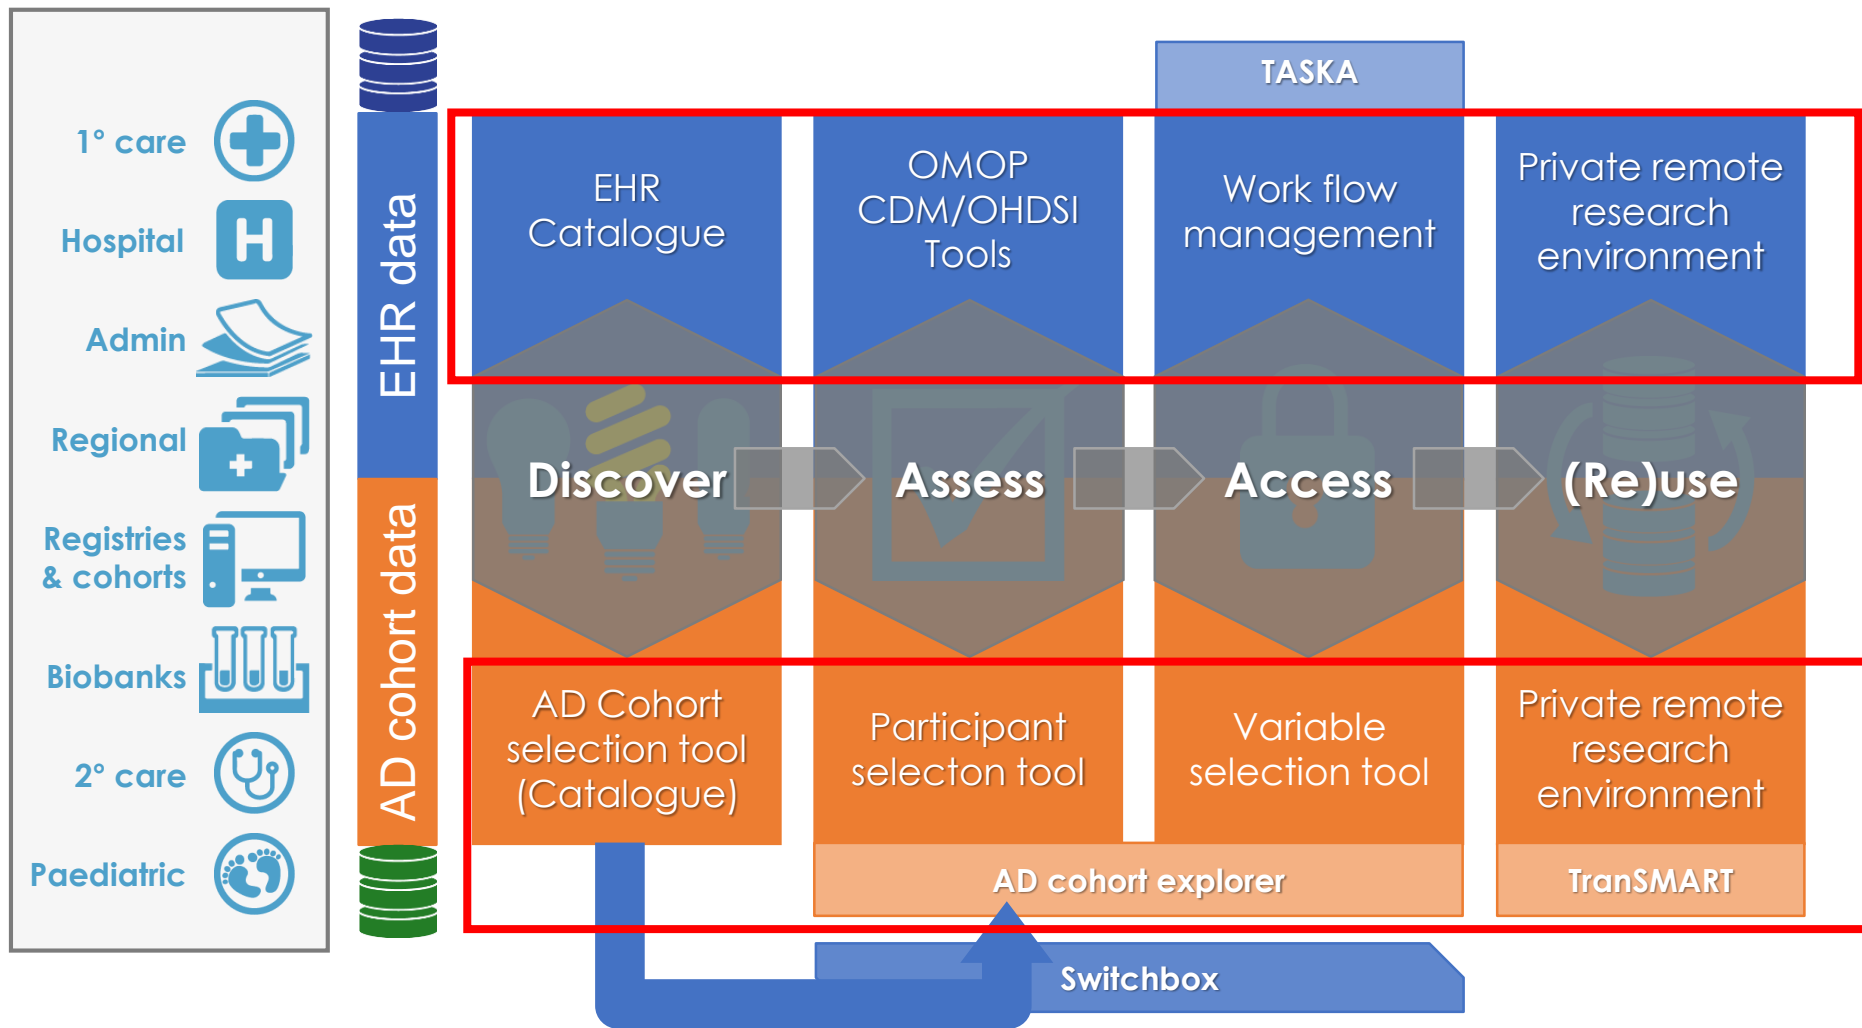 1° care
Hospital
Admin
Regional
Registries
& cohorts
Biobanks
2° care
Paediatric
H
EHR data
AD cohort data
TASKA
EHR
Catalogue
OMOP
CDM/OHDSI
Tools
Work flow
management
Private remote
research
environment
Discover
Assess
Access
(Re)use
AD Cohort
selection tool
(Catalogue)
Participant
selecton tool
Variable
selection tool
Private remote
research
environment
AD cohort explorer
TranSMART
Switchbox